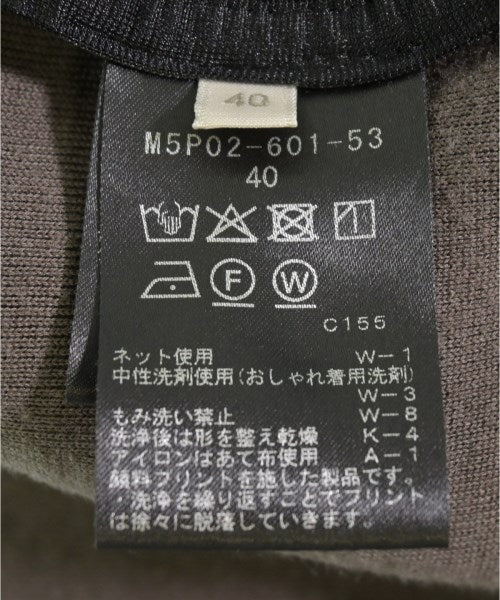 40
M5P02-601-53
40
F W
C155
ネット使用 W-1
中性洗剤使用(おしゃれ着用洗剤)
W-3
もみ洗い禁止 W-8
洗浄後は形を整え乾燥 K-4
アイロンはあて布使用 A-1
顔料プリントを施した製品です。
・洗浄を繰り返すことでプリント
は徐々に脱落していきます。